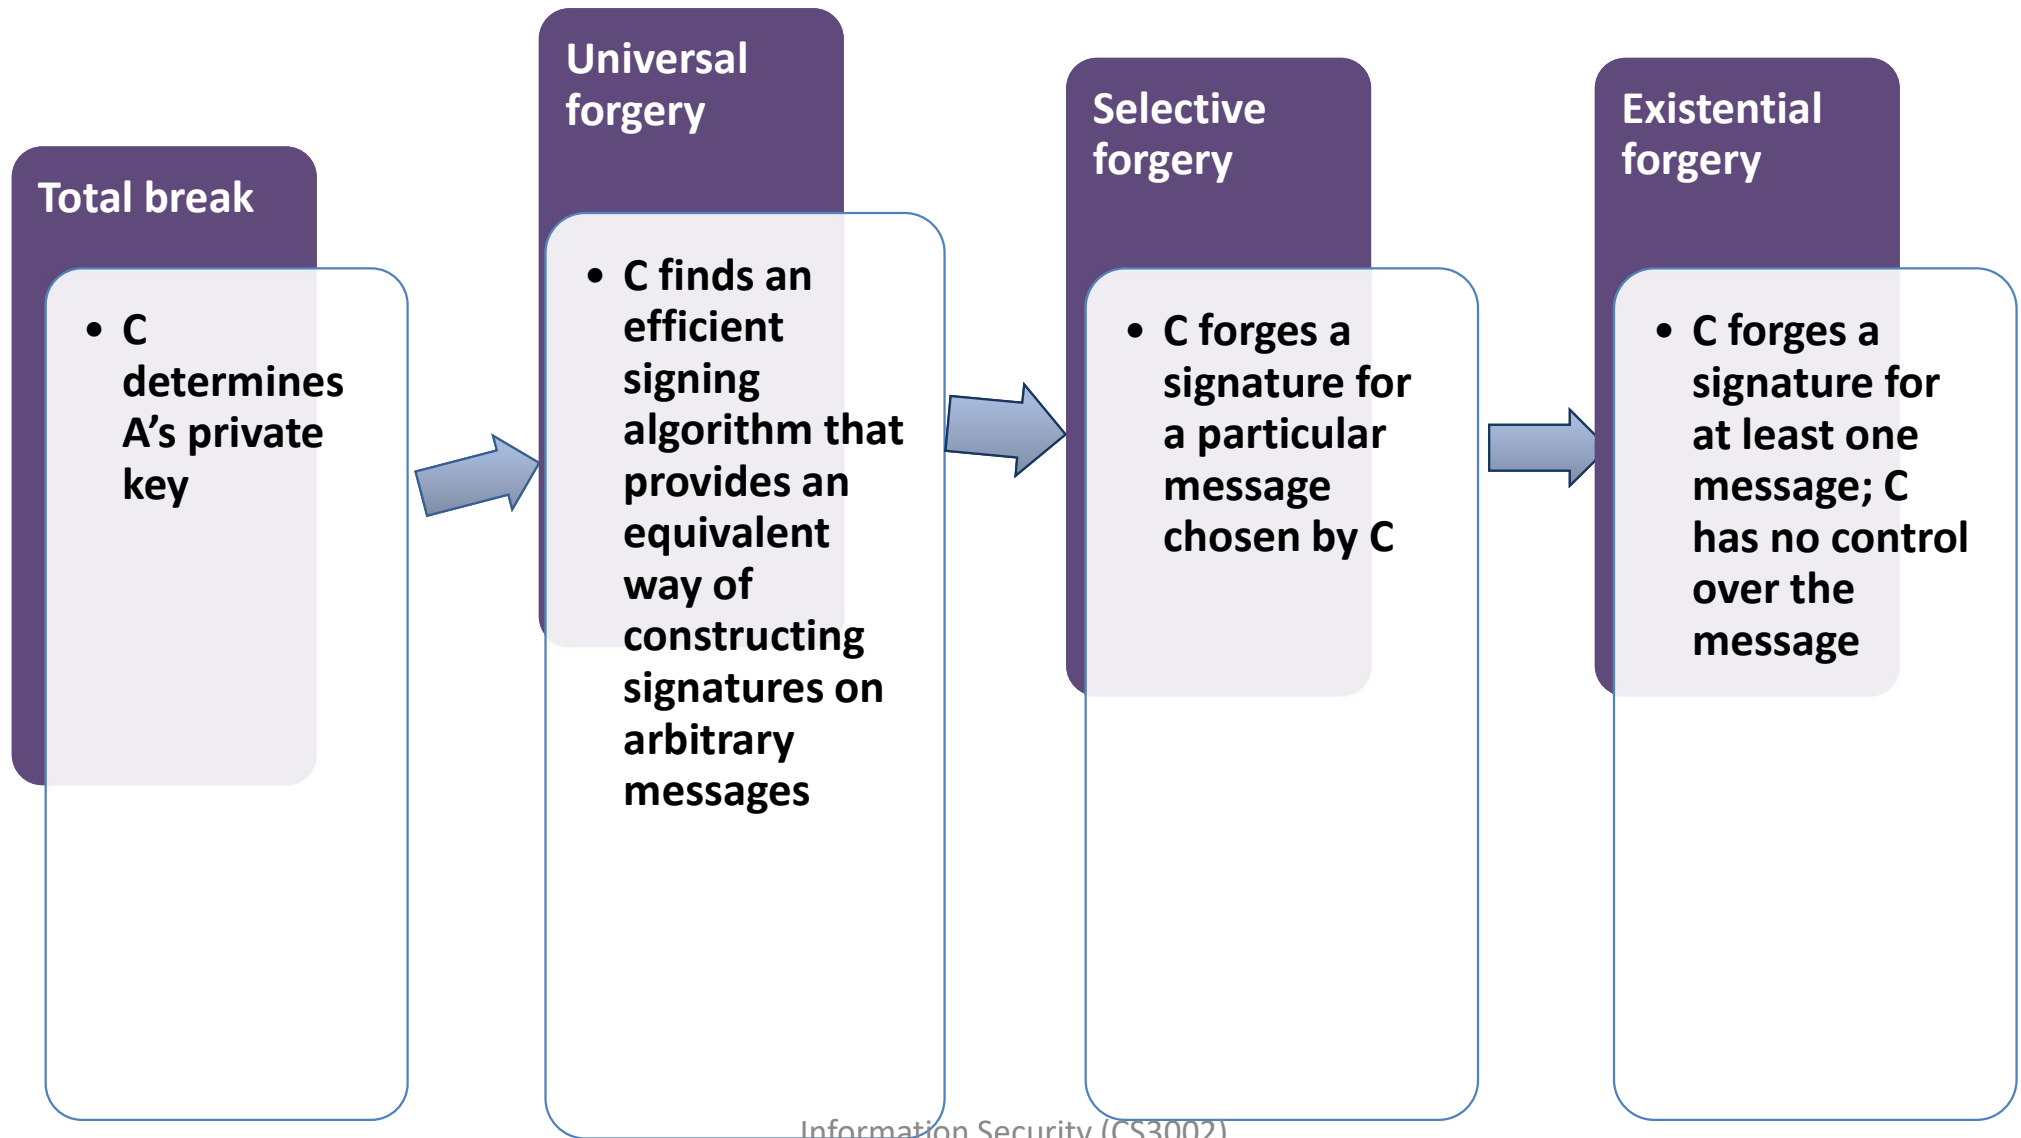 Total break
• C
determines
A’s private
key
Universal
forgery
• C finds an
efficient
signing
algorithm that
provides an
equivalent
way of
constructing
signatures on
arbitrary
messages
Selective
forgery
• C forges a
signature for
a particular
message
chosen by C
Existential
forgery
• C forges a
signature for
at least one
message; C
has no control
over the
message
Information Security (CS3002)